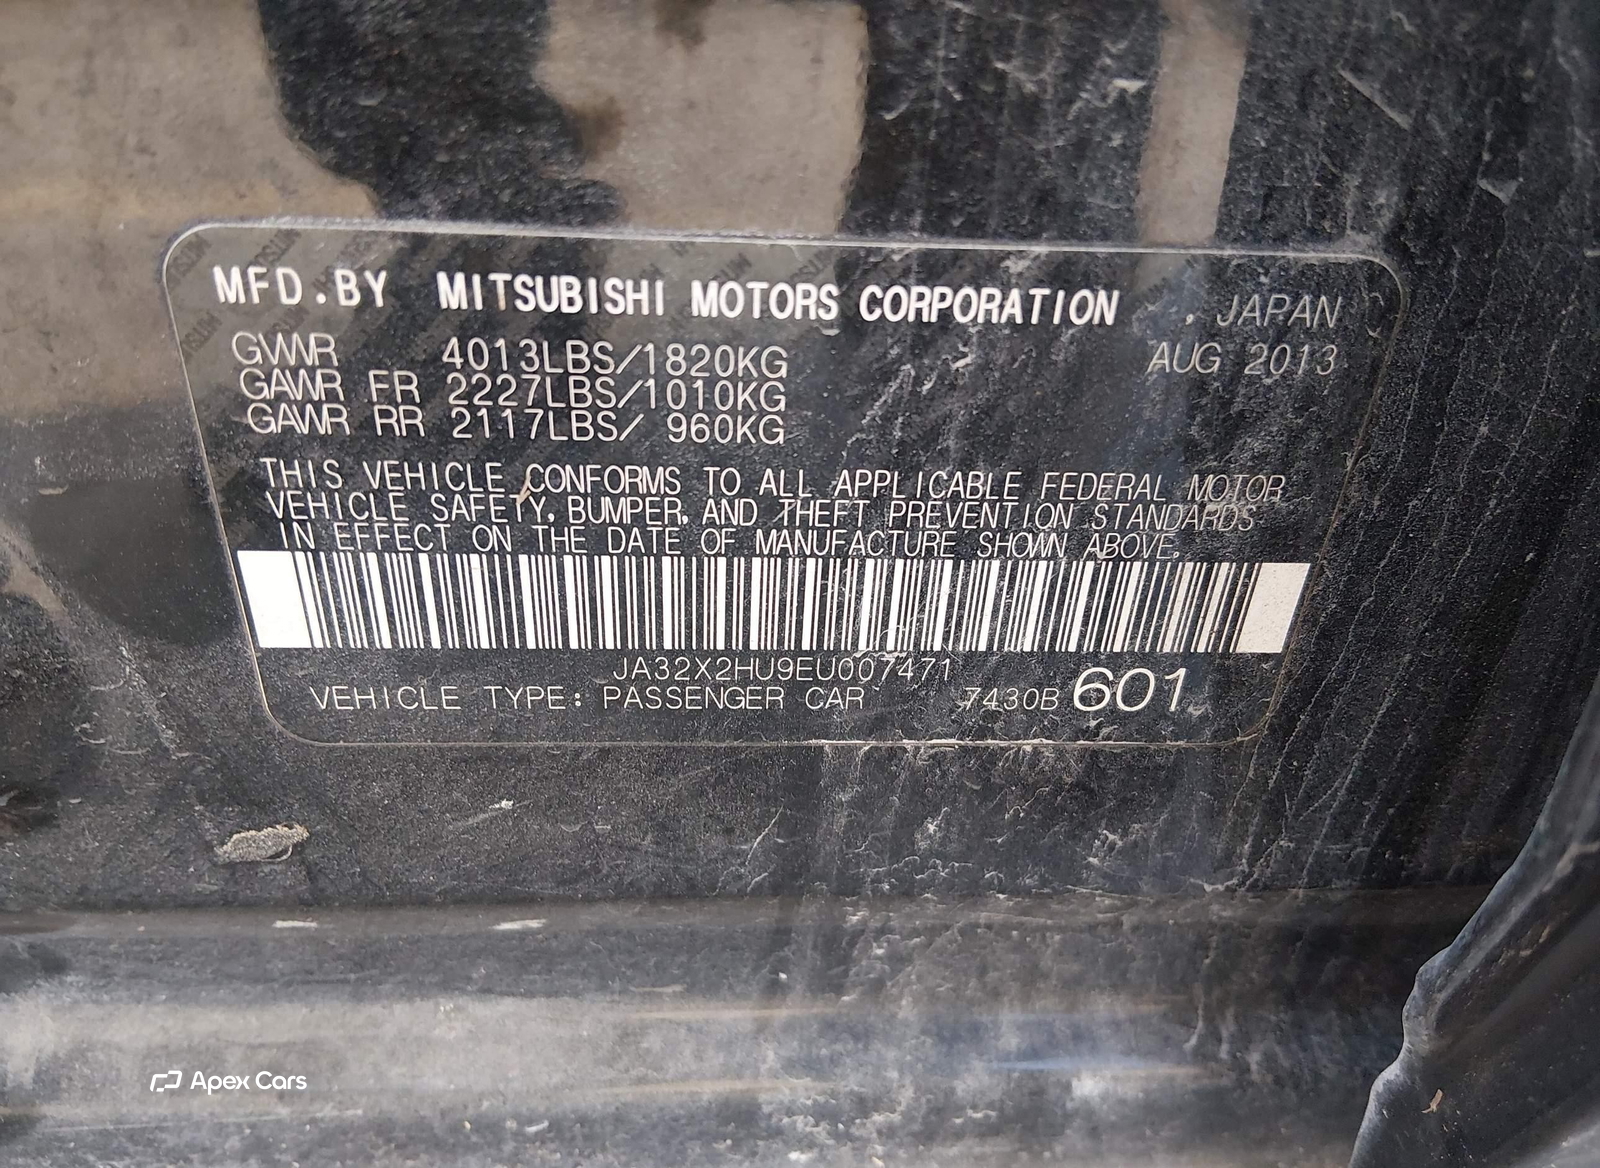 MFD.BY MITSUBISHI MOTORS CORPORATION , JAPAN
GVWR 4013LBS/1820KG AUG 2013
GAWR FR 2227LBS/1010KG
GAWR RR 2117LBS/ 960KG
THIS VEHICLE CONFORMS TO ALL APPLICABLE FEDERAL MOTOR
VEHICLE SAFETY, BUMPER, AND THEFT PREVENTION STANDARDS
IN EFFECT ON THE DATE OF MANUFACTURE SHOWN ABOVE.
JA32X2HU9EU007471
VEHICLE TYPE: PASSENGER CAR 7430B 601
Apex Cars